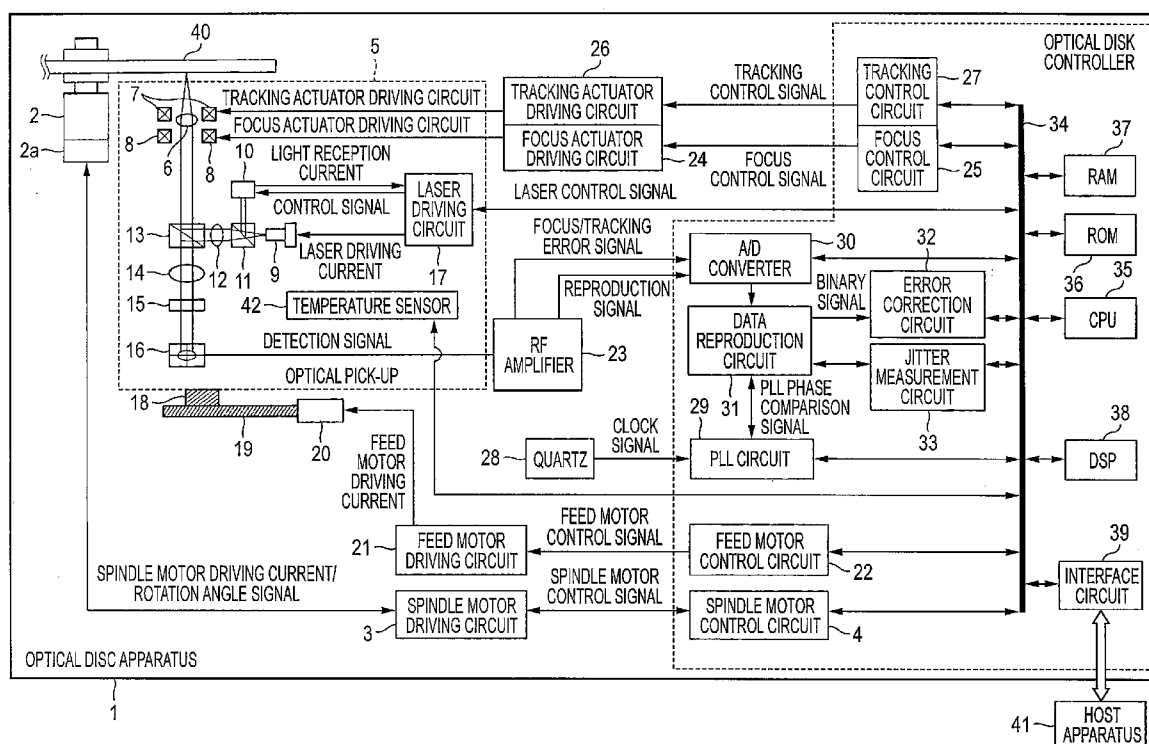 OPTICAL DISK
CONTROLLER
40
5
26
TRACKING
CONTROL SIGNAL
TRACKING
CONTROL
CIRCUIT
27
7
TRACKING ACTUATOR DRIVING CIRCUIT
TRACKING ACTUATOR
DRIVING CIRCUIT
2
FOCUS ACTUATOR DRIVING CIRCUIT
FOCUS ACTUATOR
DRIVING CIRCUIT
FOCUS
CONTROL
CIRCUIT
34
37
2a
8
6
8
10
LIGHT RECEPTION
CURRENT
24
FOCUS
CONTROL SIGNAL
25
RAM
LASER
DRIVING
CIRCUIT
LASER CONTROL SIGNAL
CONTROL SIGNAL
FOCUS/TRACKING
ERROR SIGNAL
30
32
ROM
13
12
11
9
LASER DRIVING
CURRENT
17
A/D
CONVERTER
BINARY
SIGNAL
ERROR
CORRECTION
CIRCUIT
36
35
14
REPRODUCTION
SIGNAL
CPU
15
42
TEMPERATURE SENSOR
DATA
REPRODUCTION
CIRCUIT
16
DETECTION SIGNAL
RF
AMPLIFIER
23
JITTER
MEASUREMENT
CIRCUIT
OPTICAL PICK-UP
31
PLL PHASE
COMPARISON
SIGNAL
33
18
19
20
FEED
MOTOR
DRIVING
CURRENT
28
QUARTZ
CLOCK
SIGNAL
29
PLL CIRCUIT
38
DSP
21
FEED MOTOR
DRIVING CIRCUIT
FEED MOTOR
CONTROL SIGNAL
FEED MOTOR
CONTROL CIRCUIT
22
39
SPINDLE MOTOR DRIVING CURRENT/
ROTATION ANGLE SIGNAL
SPINDLE MOTOR
CONTROL SIGNAL
INTERFACE
CIRCUIT
3
SPINDLE MOTOR
DRIVING CIRCUIT
SPINDLE MOTOR
CONTROL CIRCUIT
4
OPTICAL DISC APPARATUS
1
41
HOST
APPARATUS